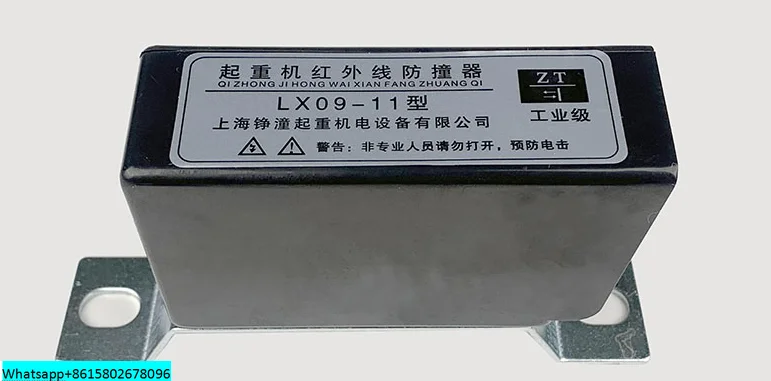 起重机红外线防撞器
QI ZHONG JI HONG WAI XIAN FANG ZHUANG QI
LX09-11型
上海铮潼起重机电设备有限公司
警告：非专业人员请勿打开，预防电击
ZT
工业级
Whatsapp+8615802678096